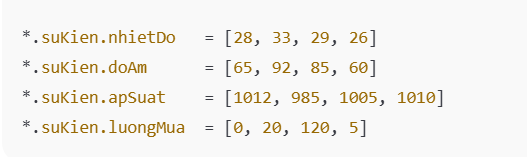 *.suKien.nhietDo   = [28, 33, 29, 26]
*.suKien.doAm      = [65, 92, 85, 60]
*.suKien.apSuat    = [1012, 985, 1005, 1010]
*.suKien.luongMua  = [0, 20, 120, 5]